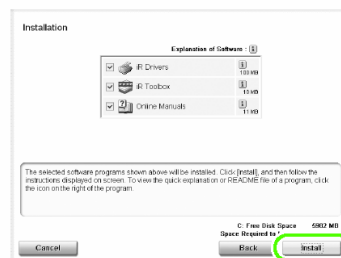 Installation
Explanation of Software :
iR Drivers
103 MB
iR Toolbox
13 MB
Online Manuals
11 MB
The selected software programs shown above will be installed. Click [Install], and then follow the
instructions displayed on screen. To view the quick explanation or README file of a program, click
the icon on the right of the program.
C: Free Disk Space 5902 MB
Space Required to
Cancel
Back
Install